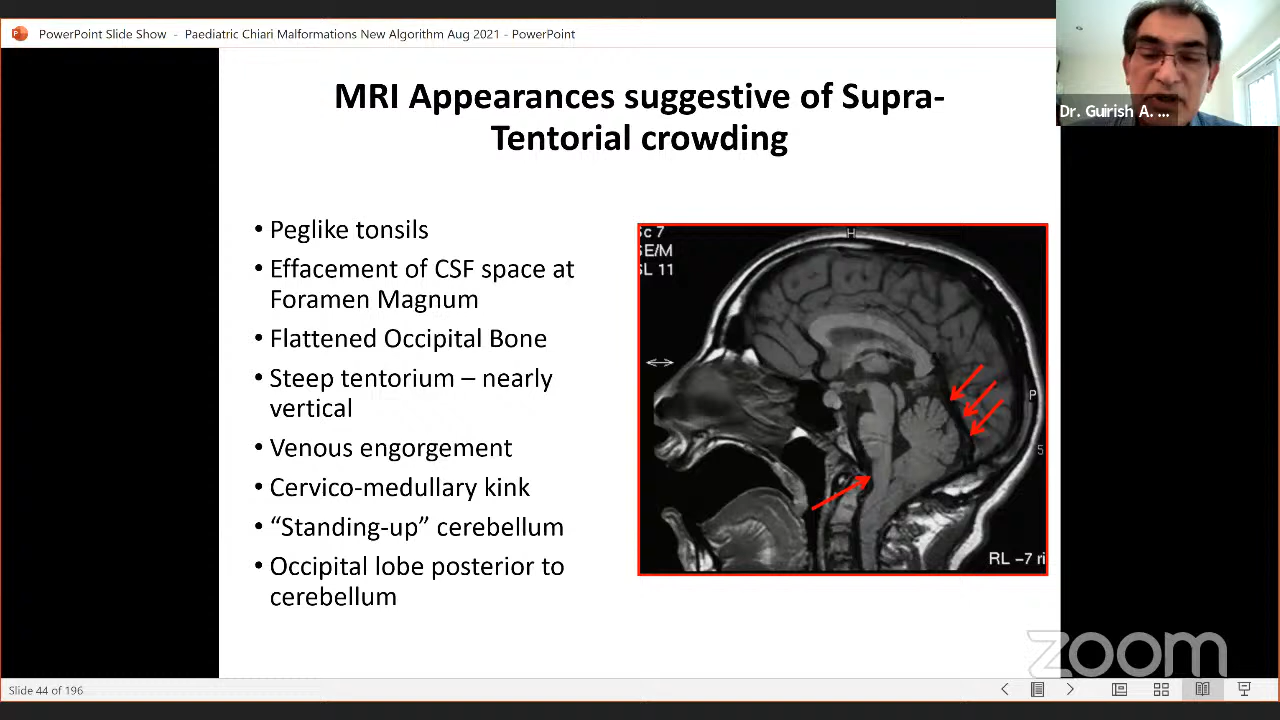 PowerPoint Slide Show - Paediatric Chiari Malformations New Algorithm Aug 2021 - PowerPoint
Dr. Guirish A. ...
MRI Appearances suggestive of Supra-
Tentorial crowding
• Peglike tonsils
• Effacement of CSF space at
Foramen Magnum
• Flattened Occipital Bone
• Steep tentorium – nearly
vertical
• Venous engorgement
• Cervico-medullary kink
• “Standing-up” cerebellum
• Occipital lobe posterior to
cerebellum
Sc 7
SE/M
SL 11
H
P
5
RL -7 ri
zoom
Slide 44 of 196